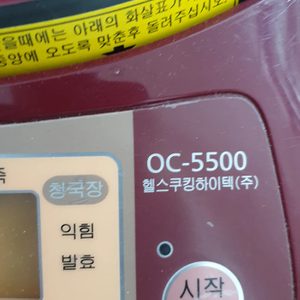 을때에는 아래의 화살표가
중앙에 오도록 맞춘후 돌려주십시오
OC-5500
헬스쿠킹하이텍(주)
죽
청국장
익힘
발효
시작